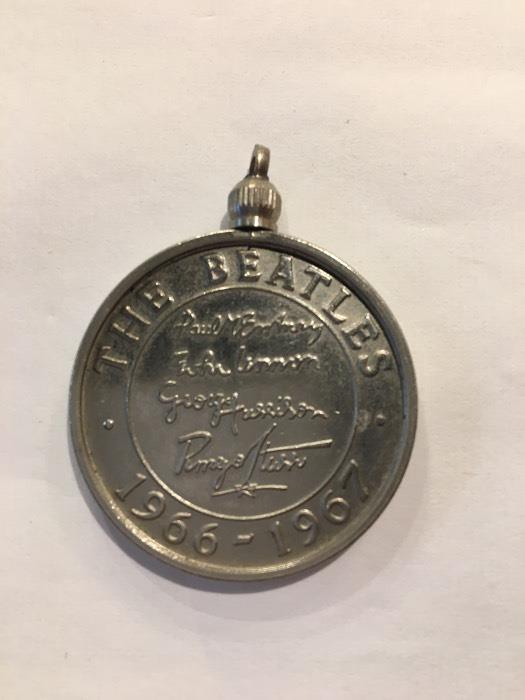 THE BEATLES
Paul McCartney
John Lennon
George Harrison
Ringo Starr
1966-1967